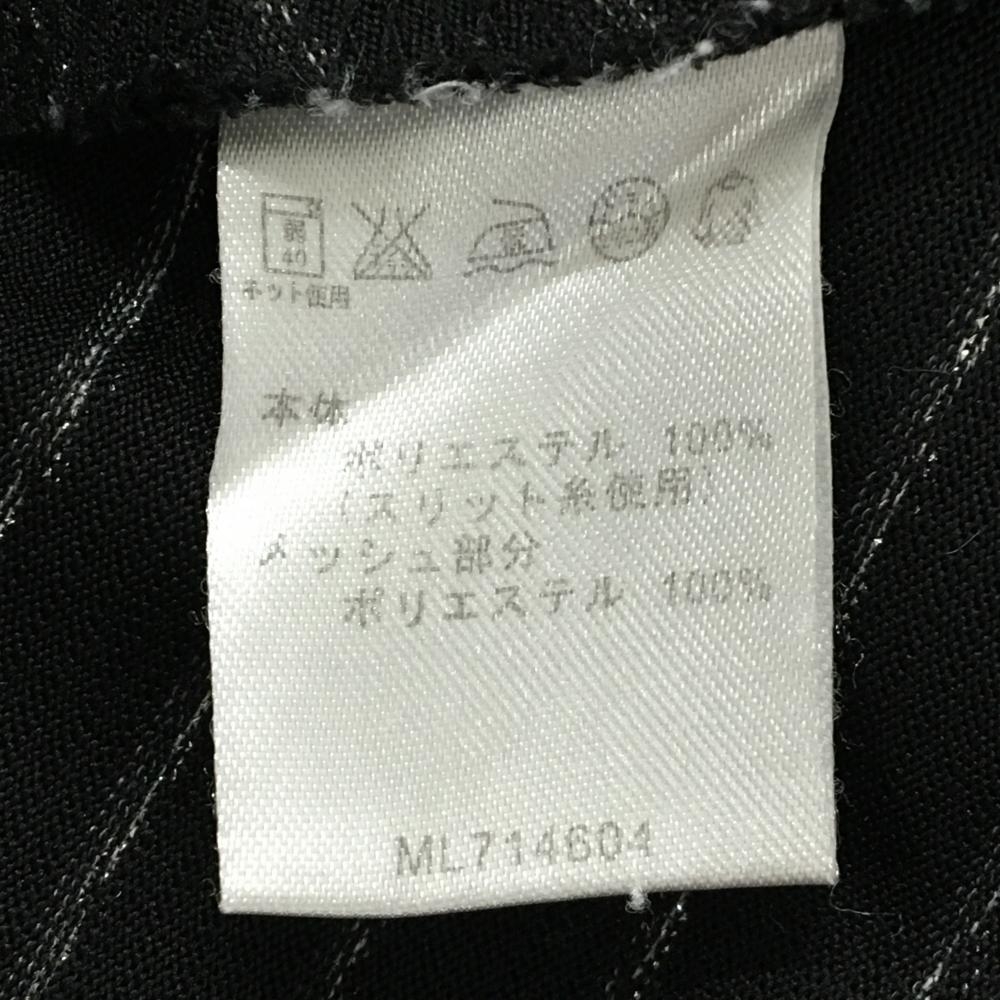 弱
40
ネット使用
本体
ポリエステル 100%
(スリット糸使用)
メッシュ部分
ポリエステル 100%
ML714604